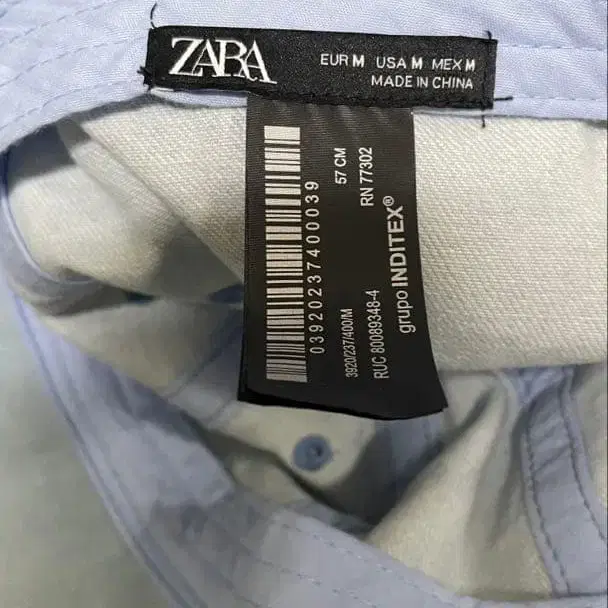 ZARA
EUR M USA M MEX M
MADE IN CHINA
03920237400039
57 CM
RN 77302
3920/237/400/M
RUC 80089348-4
grupo INDITEX®